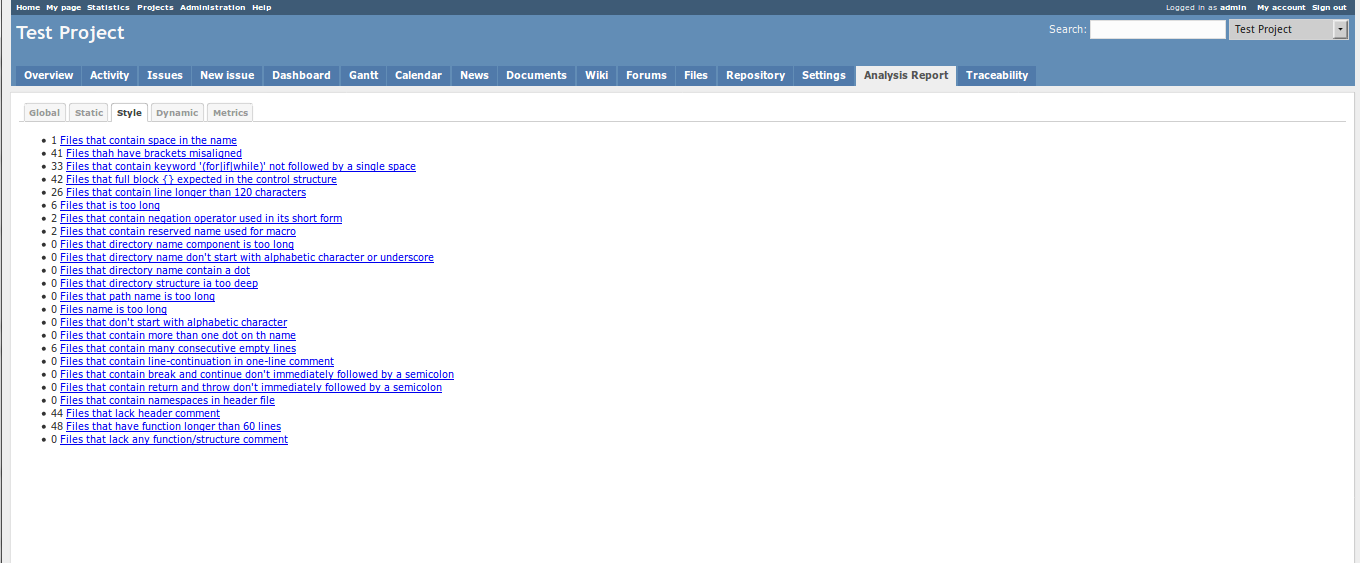 Home My page Statistics Projects Administration Help Logged in as admin My account Sign out
Test Project Search: Test Project
Overview Activity Issues New issue Dashboard Gantt Calendar News Documents Wiki Forums Files Repository Settings Analysis Report Traceability
Global Static Style Dynamic Metrics
• 1 Files that contain space in the name
• 41 Files thah have brackets misaligned
• 33 Files that contain keyword '(for|if|while)' not followed by a single space
• 42 Files that full block {} expected in the control structure
• 26 Files that contain line longer than 120 characters
• 6 Files that is too long
• 2 Files that contain negation operator used in its short form
• 2 Files that contain reserved name used for macro
• 0 Files that directory name component is too long
• 0 Files that directory name don't start with alphabetic character or underscore
• 0 Files that directory name contain a dot
• 0 Files that directory structure ia too deep
• 0 Files that path name is too long
• 0 Files name is too long
• 0 Files that don't start with alphabetic character
• 0 Files that contain more than one dot on th name
• 6 Files that contain many consecutive empty lines
• 0 Files that contain line-continuation in one-line comment
• 0 Files that contain break and continue don't immediately followed by a semicolon
• 0 Files that contain return and throw don't immediately followed by a semicolon
• 0 Files that contain namespaces in header file
• 44 Files that lack header comment
• 48 Files that have function longer than 60 lines
• 0 Files that lack any function/structure comment